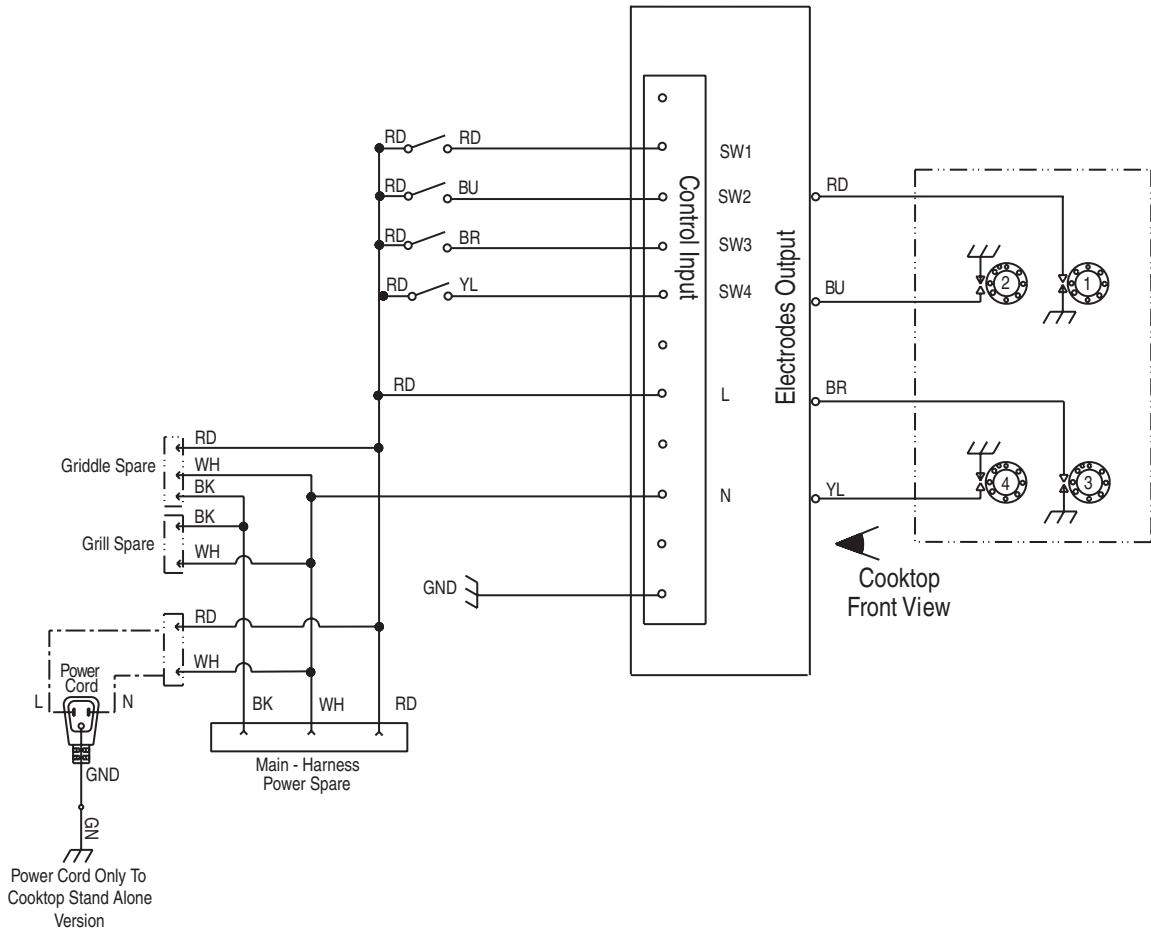 RD RD
SW1
RD BU
SW2
RD BR
SW3
RD YL
SW4
Control Input
Electrodes Output
RD
L
N
GND
RD
BU
BR
YL
2
1
4
3
Cooktop
Front View
Griddle Spare
RD
WH
BK
Grill Spare
BK
WH
RD
WH
Power
Cord
L
N
GND
GN
BK
WH
RD
Main - Harness
Power Spare
Power Cord Only To
Cooktop Stand Alone
Version